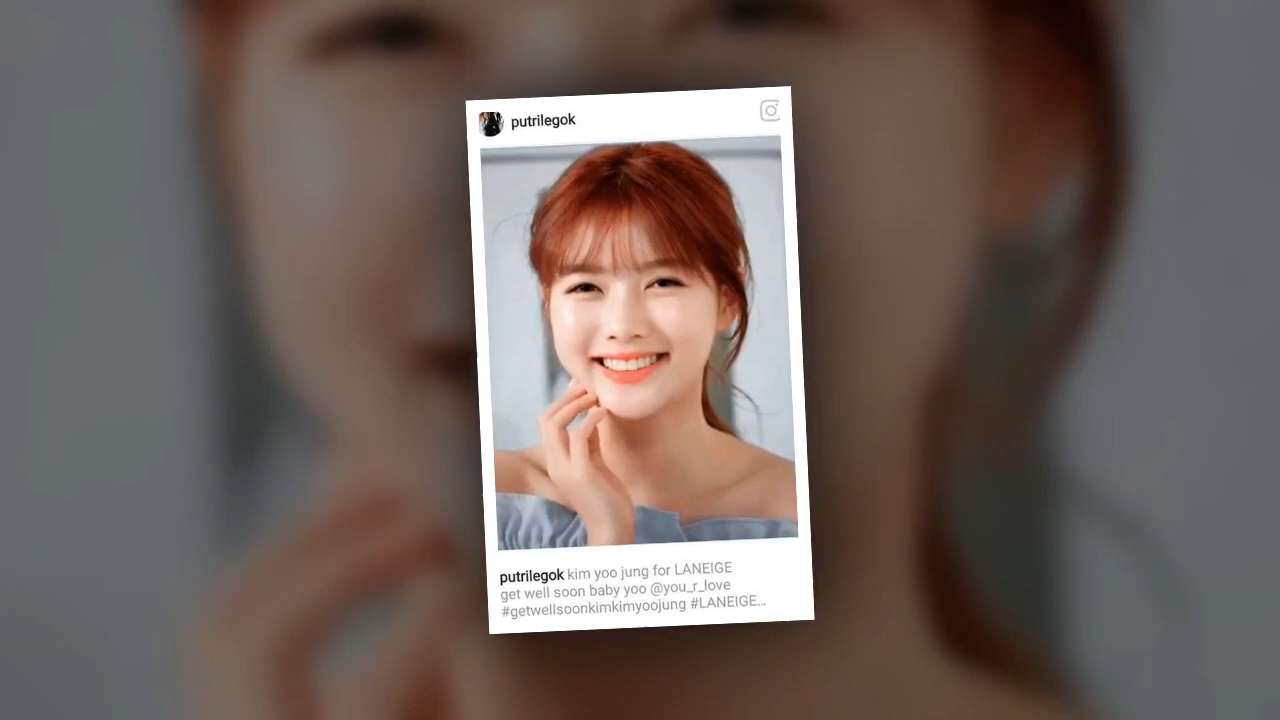 putrilegok
putrilegok kim yoo jung for LANEIGE
get well soon baby yoo @you_r_love
#getwellsoonkimkimyoojung #LANEIGE...